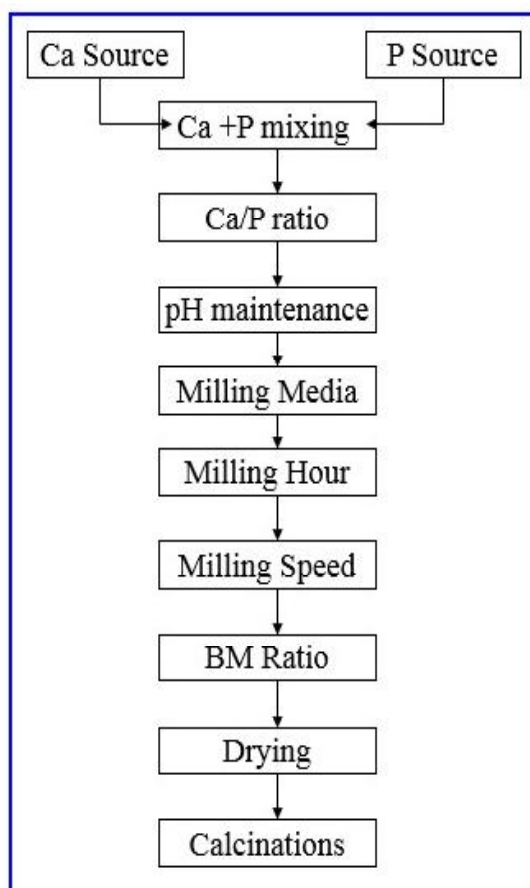 Ca Source
P Source
Ca +P mixing
Ca/P ratio
pH maintenance
Milling Media
Milling Hour
Milling Speed
BM Ratio
Drying
Calcinations